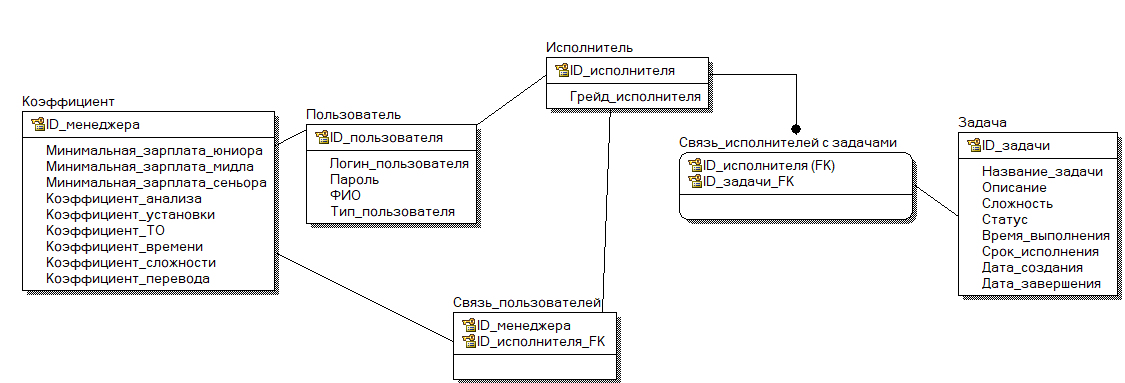 Коэффициент
ID_менеджера
Минимальная_зарплата_юниора
Минимальная_зарплата_мидла
Минимальная_зарплата_сеньора
Коэффициент_анализа
Коэффициент_установки
Коэффициент_ТО
Коэффициент_времени
Коэффициент_сложности
Коэффициент_перевода
Пользователь
ID_пользователя
Логин_пользователя
Пароль
ФИО
Тип_пользователя
Исполнитель
ID_исполнителя
Грейд_исполнителя
Связь_пользователей
ID_менеджера
ID_исполнителя_FK
Связь_исполнителей с задачами
ID_исполнителя (FK)
ID_задачи_FK
Задача
ID_задачи
Название_задачи
Описание
Сложность
Статус
Время_выполнения
Срок_исполнения
Дата_создания
Дата_завершения